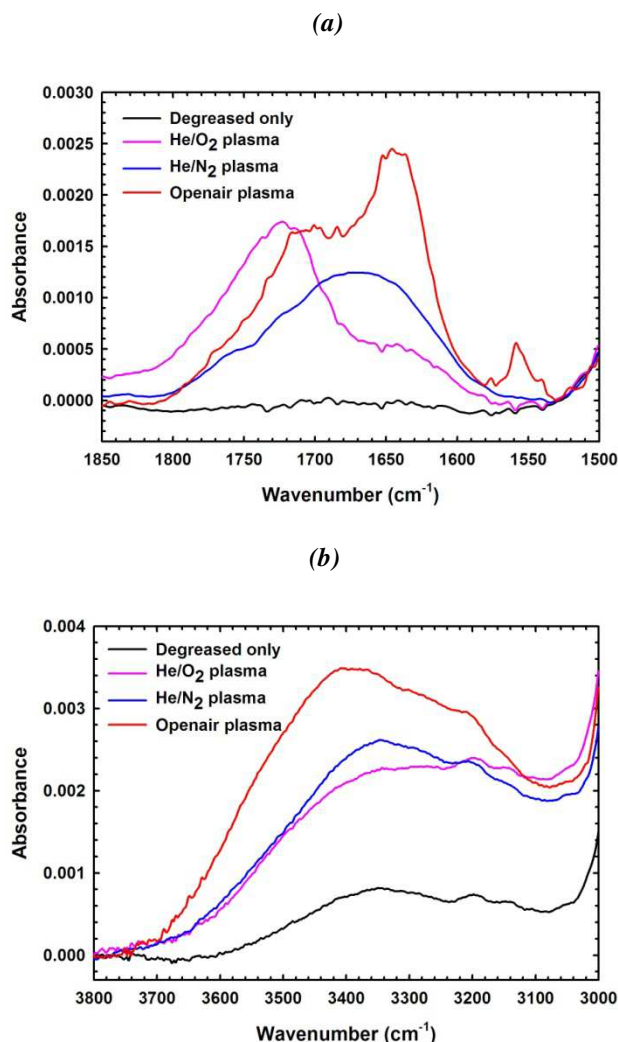 (a)
0.0030
0.0025
0.0020
0.0015
0.0010
0.0005
0.0000
Absorbance
Degreased only
He/O2 plasma
He/N2 plasma
Openair plasma
1850 1800 1750 1700 1650 1600 1550 1500
Wavenumber (cm-1)
(b)
0.004
0.003
0.002
0.001
0.000
Absorbance
Degreased only
He/O2 plasma
He/N2 plasma
Openair plasma
3800 3700 3600 3500 3400 3300 3200 3100 3000
Wavenumber (cm-1)